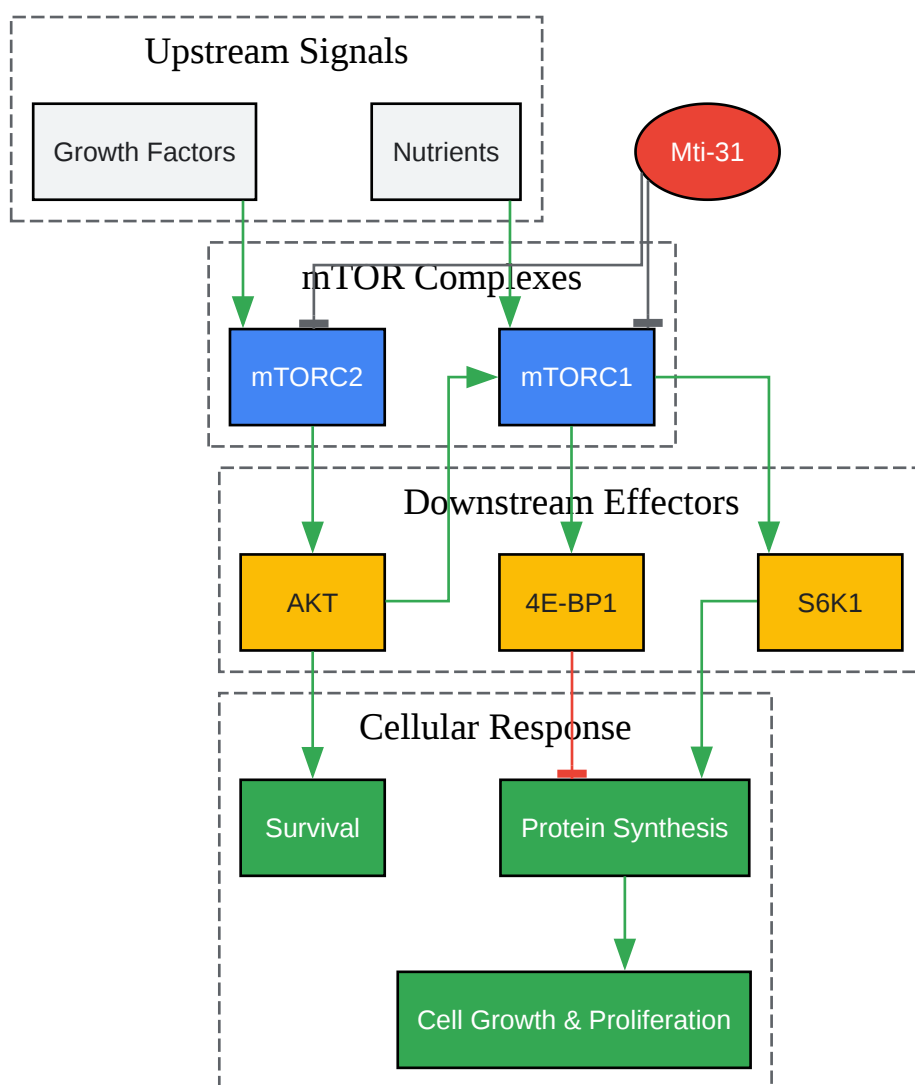 Upstream Signals
Growth Factors
Nutrients
Mti-31
mTOR Complexes
mTORC2
mTORC1
Downstream Effectors
AKT
4E-BP1
S6K1
Cellular Response
Survival
Protein Synthesis
Cell Growth & Proliferation